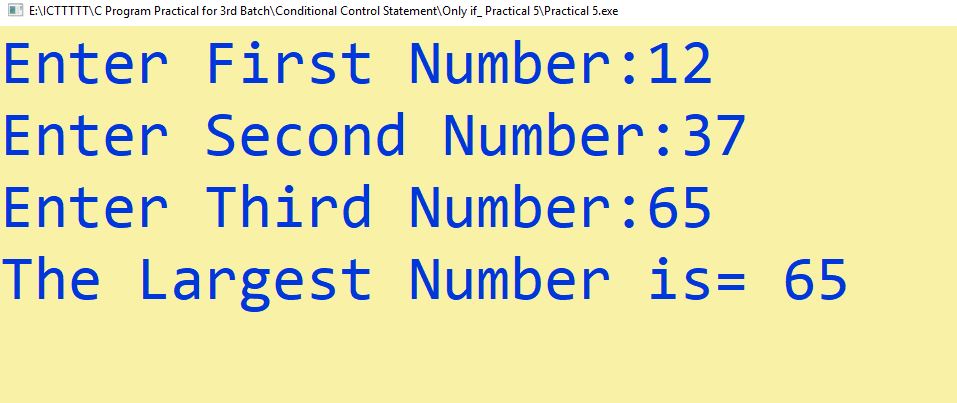 E:\ICTTTTT\C Program Practical for 3rd Batch\Conditional Control Statement\Only if_ Practical 5\Practical 5.exe
Enter First Number:12
Enter Second Number:37
Enter Third Number:65
The Largest Number is= 65